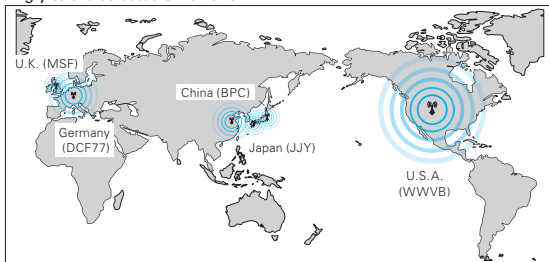 U.K. (MSF)
China (BPC)
Germany
(DCF77)
Japan (JJY)
U.S.A.
(WWVB)